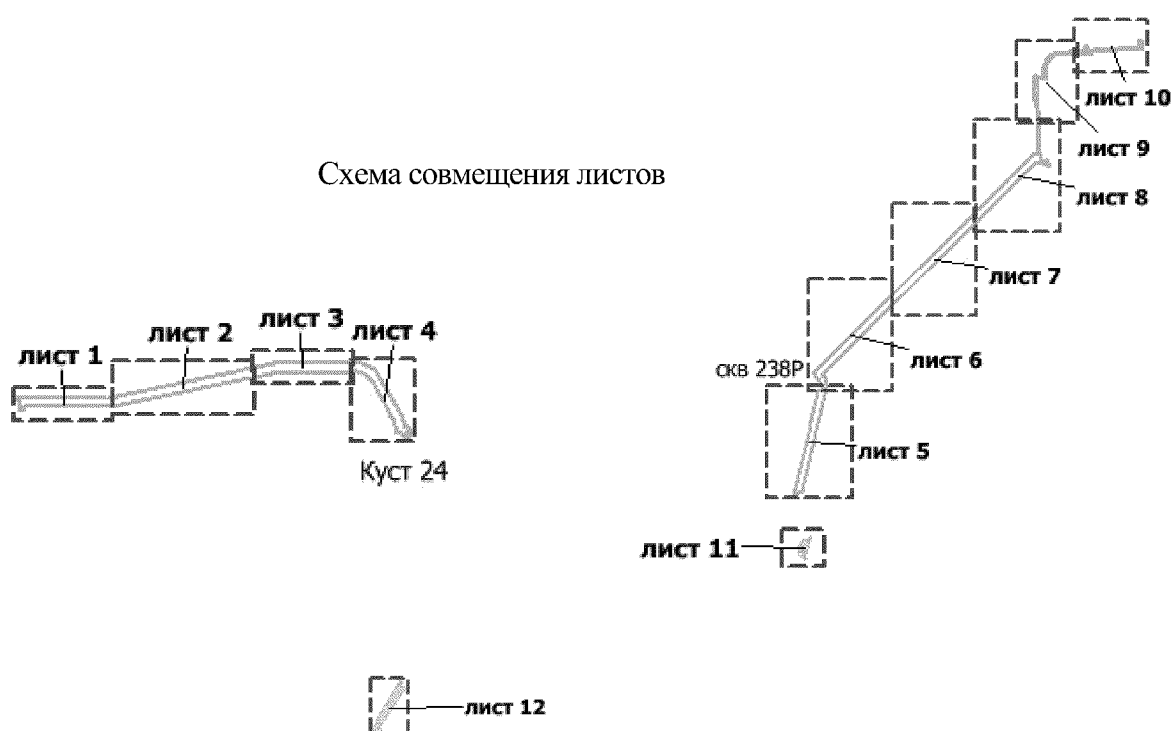 Схема совмещения листов
лист 1
лист 2
лист 3
лист 4
Куст 24
лист 10
лист 9
лист 8
лист 7
лист 6
скв 238Р
лист 5
лист 11
лист 12